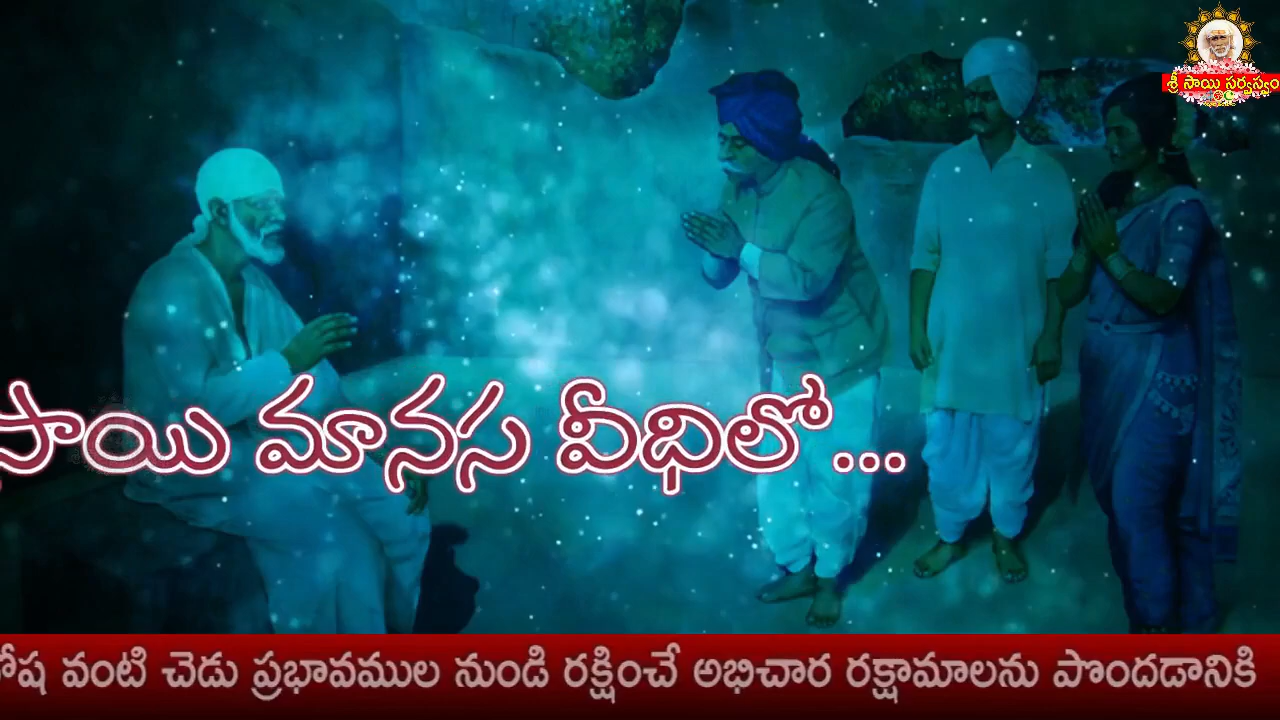 శ్రీ సాయి సర్వస్వం
సాయి మానస వీధిలో...
వంటి చెడు ప్రభావముల నుండి రక్షించే అభిచార రక్షామాలను పొందడానికి